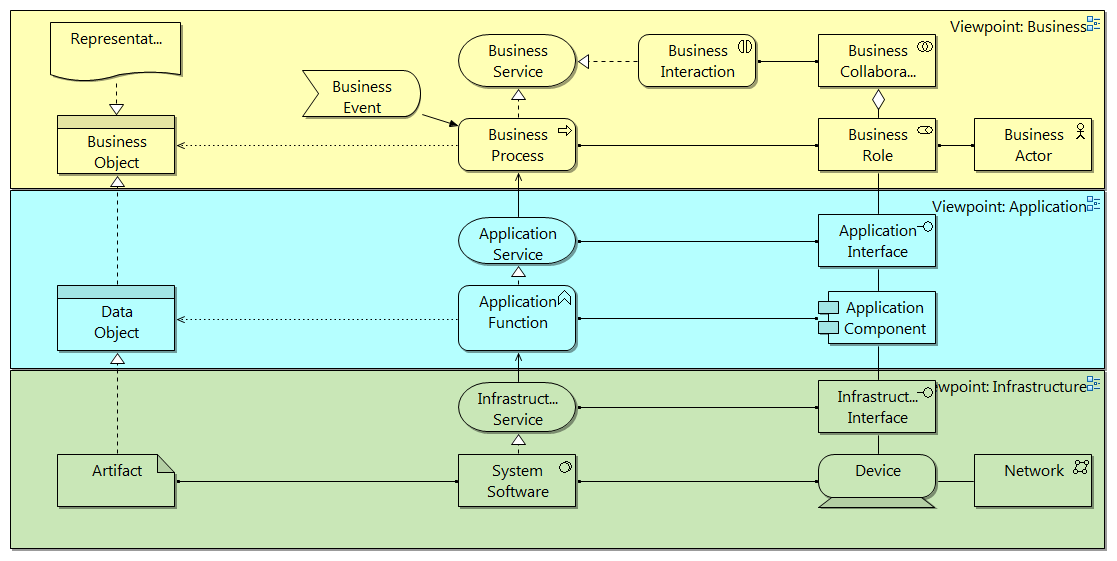 Viewpoint: Business
Representat...
Business
Service
Business
Interaction
Business
Collabora...
Business
Event
Business
Object
Business
Process
Business
Role
Business
Actor
Viewpoint: Application
Application
Service
Application
Interface
Data
Object
Application
Function
Application
Component
wpoint: Infrastructure
Infrastruct...
Service
Infrastruct...
Interface
Artifact
System
Software
Device
Network